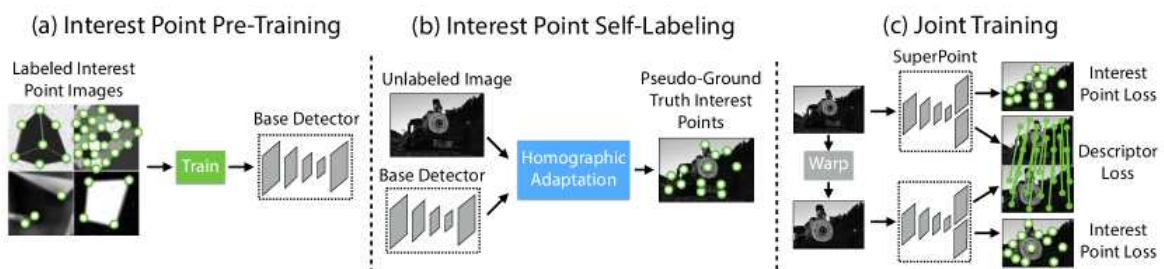 (a) Interest Point Pre-Training
Labeled Interest
Point Images
Train
Base Detector
(b) Interest Point Self-Labeling
Unlabeled Image
Base Detector
Homographic
Adaptation
Pseudo-Ground
Truth Interest
Points
(c) Joint Training
SuperPoint
Warp
Interest
Point Loss
Descriptor
Loss
Interest
Point Loss